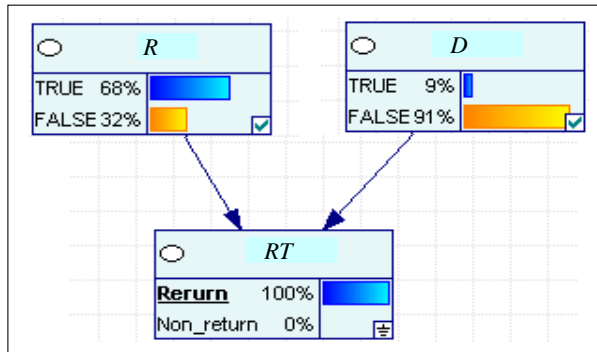 R
TRUE 68%
FALSE 32%
D
TRUE 9%
FALSE 91%
RT
Rerurn 100%
Non_return 0%